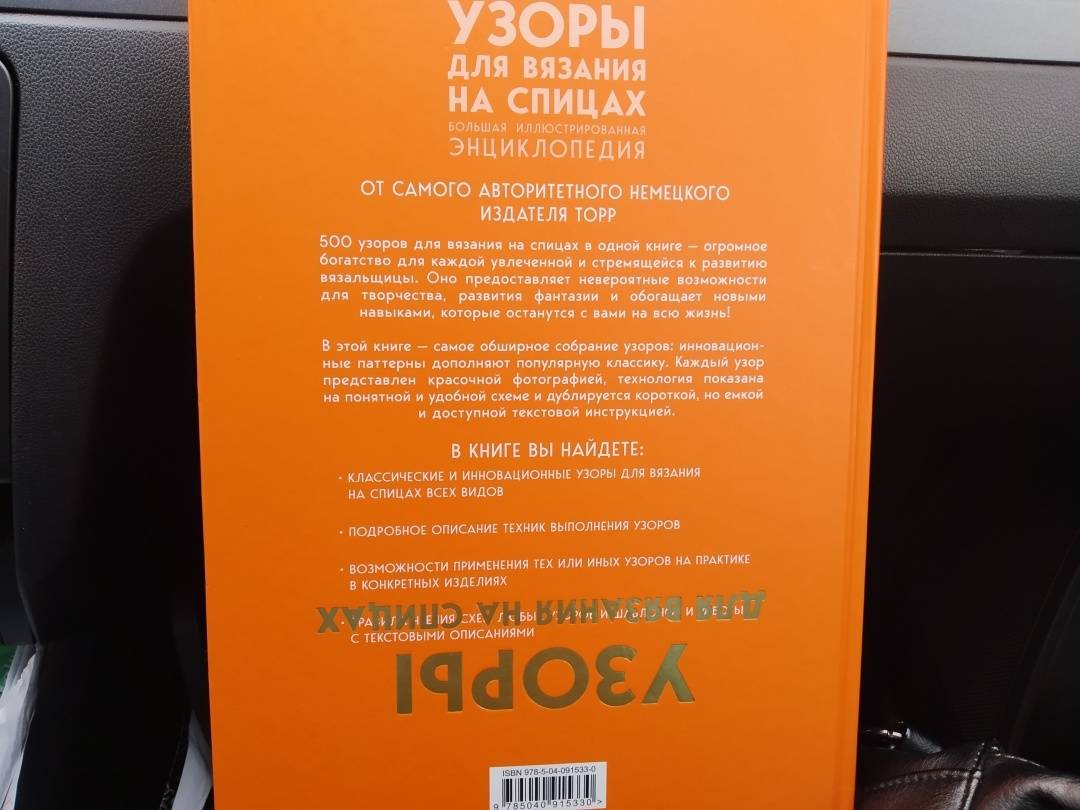 УЗОРЫ
ДЛЯ ВЯЗАНИЯ
НА СПИЦАХ
БОЛЬШАЯ ИЛЛЮСТРИРОВАННАЯ
ЭНЦИКЛОПЕДИЯ
ОТ САМОГО АВТОРИТЕТНОГО НЕМЕЦКОГО
ИЗДАТЕЛЯ ТОРР
500 узоров для вязания на спицах в одной книге — огромное
богатство для каждой увлеченной и стремящейся к развитию
вязальщицы. Оно предоставляет невероятные возможности
для творчества, развития фантазии и обогащает новыми
навыками, которые останутся с вами на всю жизнь!
В этой книге — самое обширное собрание узоров: инновацион-
ные паттерны дополняют популярную классику. Каждый узор
представлен красочной фотографией, технология показана
на понятной и удобной схеме и дублируется короткой, но емкой
и доступной текстовой инструкцией.
В КНИГЕ ВЫ НАЙДЕТЕ:
• КЛАССИЧЕСКИЕ И ИННОВАЦИОННЫЕ УЗОРЫ ДЛЯ ВЯЗАНИЯ
НА СПИЦАХ ВСЕХ ВИДОВ
• ПОДРОБНОЕ ОПИСАНИЕ ТЕХНИК ВЫПОЛНЕНИЯ УЗОРОВ
• ВОЗМОЖНОСТИ ПРИМЕНЕНИЯ ТЕХ ИЛИ ИНЫХ УЗОРОВ НА ПРАКТИКЕ
В КОНКРЕТНЫХ ИЗДЕЛИЯХ
С ТЕКСТОВЫМИ ОПИСАНИЯМИ
УЗОРЫ
ДЛЯ ВЯЗАНИЯ НА СПИЦАХ
ISBN 978-5-04-091533-0
9 785040 915330 >